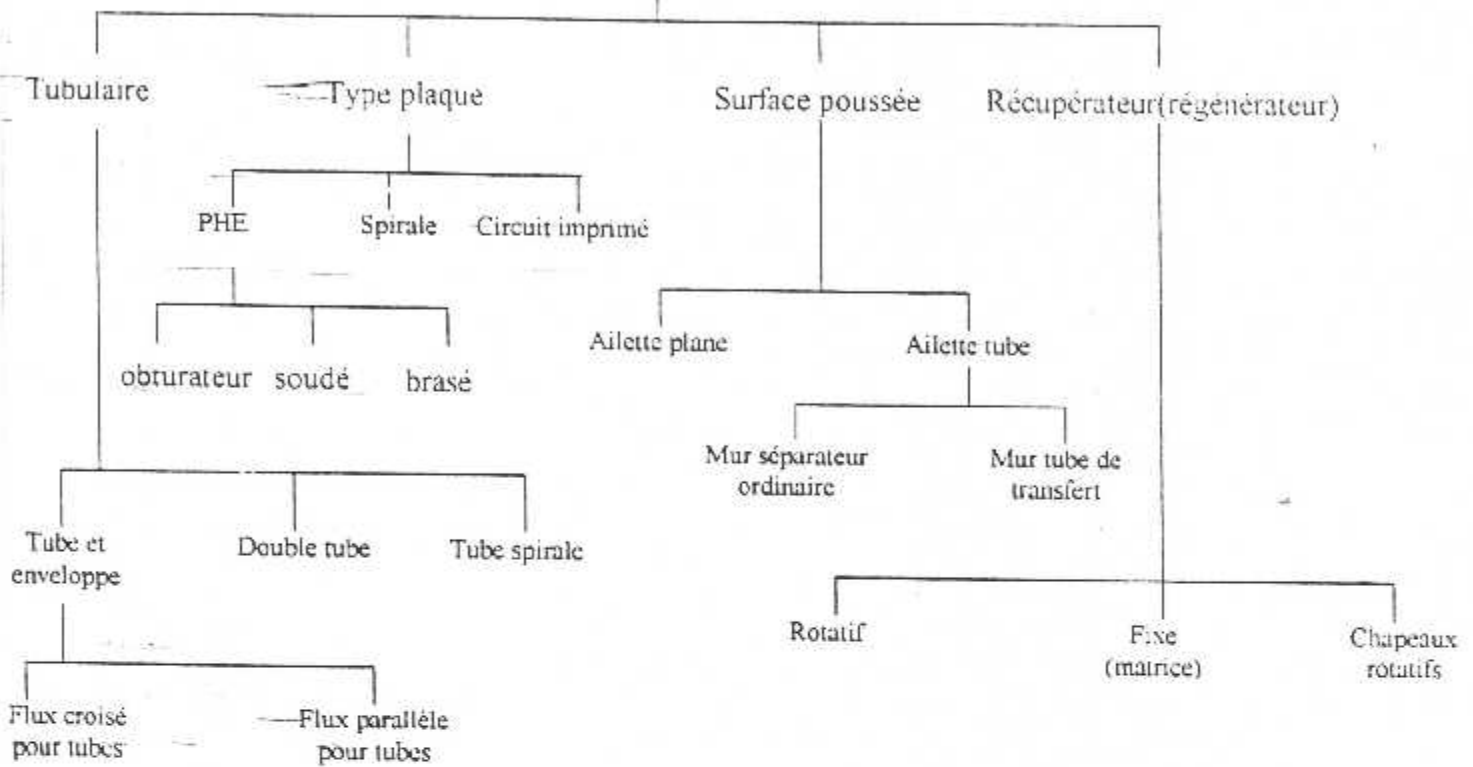 Tubulaire
Type plaque
Surface poussée
Récupérateur(régénérateur)
PHE
Spirale
Circuit imprimé
obturateur
soudé
brasé
Ailette plane
Ailette tube
Mur séparateur
ordinaire
Mur tube de
transfert
Tube et
enveloppe
Double tube
Tube spirale
Rotatif
Fixe
(matrice)
Chapeaux
rotatifs
Flux croisé
pour tubes
Flux parallèle
pour tubes